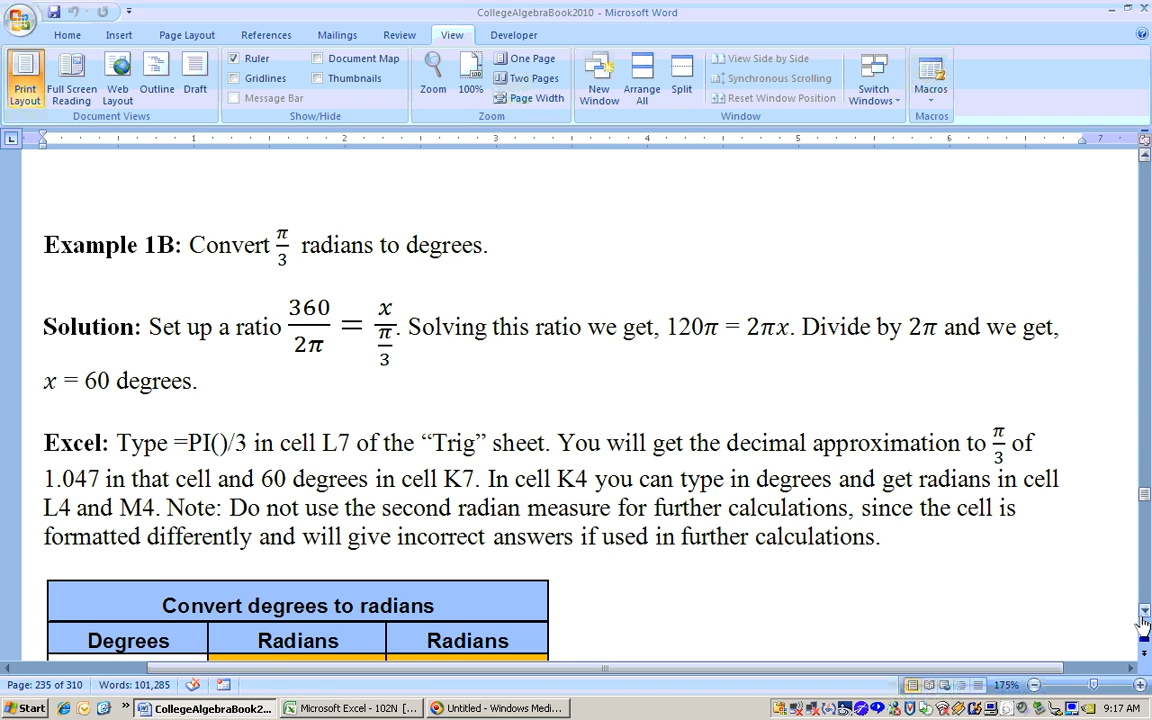 CollegeAlgebraBook2010 - Microsoft Word
Home Insert Page Layout References Mailings Review View Developer
Print Layout Full Screen Reading Web Layout Outline Draft
Document Views
Ruler Document Map
Gridlines Thumbnails
Message Bar
Show/Hide
Zoom 100% One Page
Two Pages
Page Width
Zoom
New Window Arrange All Split
View Side by Side
Synchronous Scrolling
Reset Window Position
Switch Windows
Window
Macros
Macros
1 2 3 4 5 6 7
Example 1B: Convert π/3 radians to degrees.
Solution: Set up a ratio 360/2π = x/(π/3). Solving this ratio we get, 120π = 2πx. Divide by 2π and we get,
x = 60 degrees.
Excel: Type =PI()/3 in cell L7 of the “Trig” sheet. You will get the decimal approximation to π/3 of
1.047 in that cell and 60 degrees in cell K7. In cell K4 you can type in degrees and get radians in cell
L4 and M4. Note: Do not use the second radian measure for further calculations, since the cell is
formatted differently and will give incorrect answers if used in further calculations.
Convert degrees to radians
Degrees Radians Radians
Page: 235 of 310 Words: 101,285 175%
Start CollegeAlgebraBook2... Microsoft Excel - 102N [... Untitled - Windows Medi... 9:17 AM